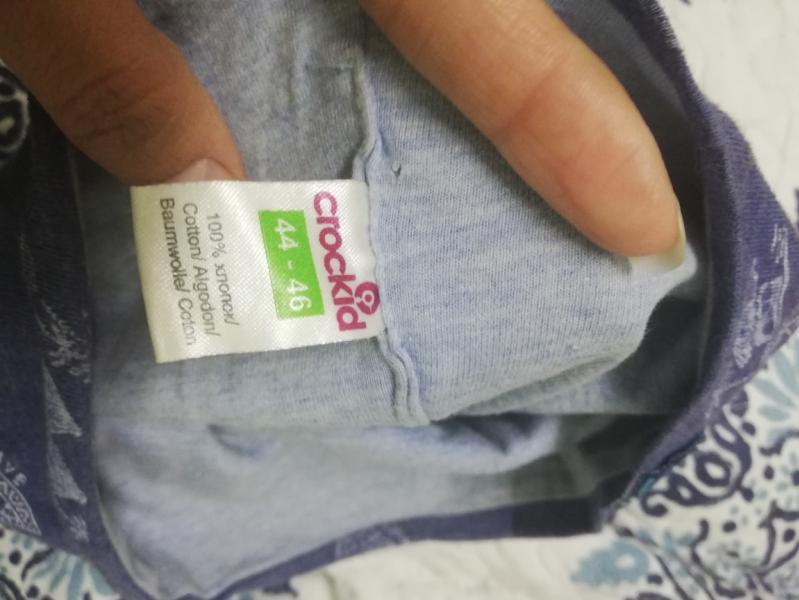 crockid
44 - 46
100% хлопок/
Cotton/ Algodon/
Baumwolle/ Coton